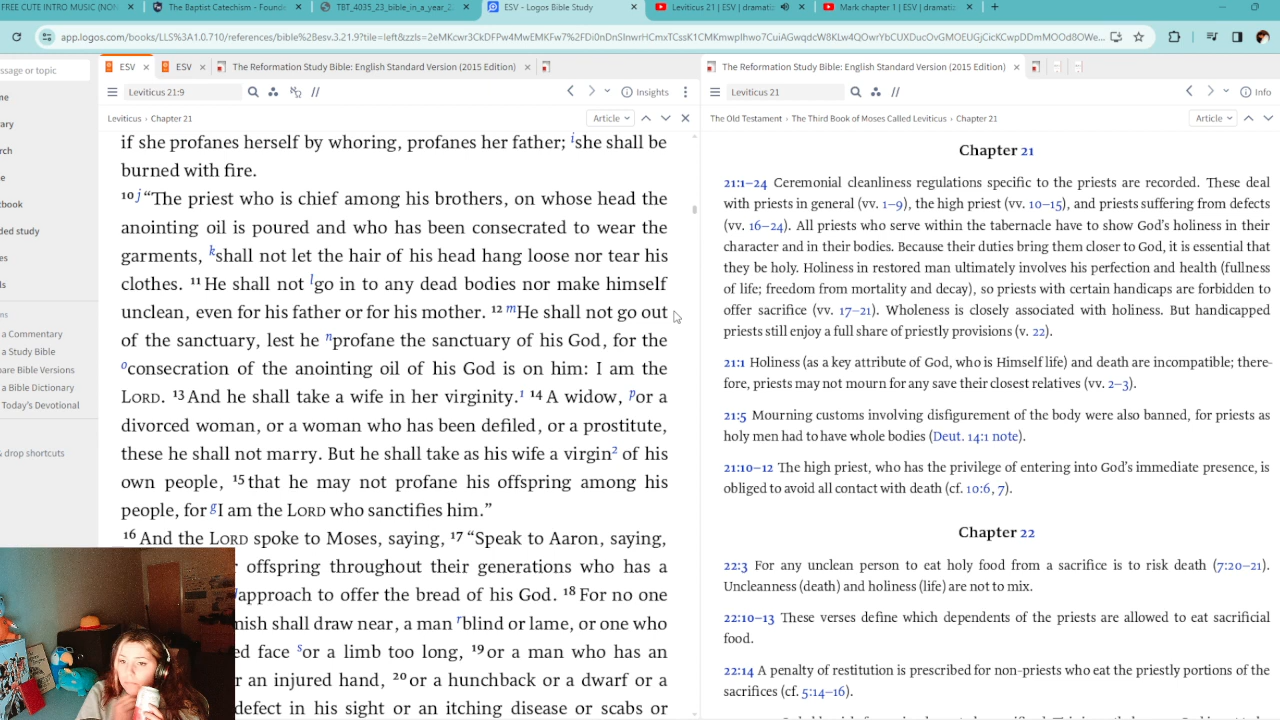 FREE CUTE INTRO MUSIC (NON
The Baptist Catechism - Founde
TBT_4035_23_bible_in_a_year_2
ESV - Logos Bible Study
Leviticus 21 | ESV | dramatiz
Mark chapter 1 | ESV | dramatiz
ssage or topic
me
ary
rch
e
tbook
ded study
es
ls
ns
a Commentary
a Study Bible
are Bible Versions
a Bible Dictionary
Today's Devotional
& drop shortcuts
ESV
ESV
The Reformation Study Bible: English Standard Version (2015 Edition)
Leviticus 21:9
Insights
Leviticus › Chapter 21
Article
if she profanes herself by whoring, profanes her father; i she shall be
burned with fire.
10 j "The priest who is chief among his brothers, on whose head the
anointing oil is poured and who has been consecrated to wear the
garments, k shall not let the hair of his head hang loose nor tear his
clothes. 11 He shall not l go in to any dead bodies nor make himself
unclean, even for his father or for his mother. 12 m He shall not go out
of the sanctuary, lest he n profane the sanctuary of his God, for the
o consecration of the anointing oil of his God is on him: I am the
LORD. 13 And he shall take a wife in her virginity. 1 14 A widow, p or a
divorced woman, or a woman who has been defiled, or a prostitute,
these he shall not marry. But he shall take as his wife a virgin 2 of his
own people, 15 that he may not profane his offspring among his
people, for g I am the LORD who sanctifies him."
16 And the LORD spoke to Moses, saying, 17 "Speak to Aaron, saying,
offspring throughout their generations who has a
approach to offer the bread of his God. 18 For no one
mish shall draw near, a man r blind or lame, or one who
ed face s or a limb too long, 19 or a man who has an
r an injured hand, 20 or a hunchback or a dwarf or a
defect in his sight or an itching disease or scabs or
The Reformation Study Bible: English Standard Version (2015 Edition)
Leviticus 21
Info
The Old Testament › The Third Book of Moses Called Leviticus › Chapter 21
Article
Chapter 21
21:1–24 Ceremonial cleanliness regulations specific to the priests are recorded. These deal
with priests in general (vv. 1–9), the high priest (vv. 10–15), and priests suffering from defects
(vv. 16–24). All priests who serve within the tabernacle have to show God's holiness in their
character and in their bodies. Because their duties bring them closer to God, it is essential that
they be holy. Holiness in restored man ultimately involves his perfection and health (fullness
of life; freedom from mortality and decay), so priests with certain handicaps are forbidden to
offer sacrifice (vv. 17–21). Wholeness is closely associated with holiness. But handicapped
priests still enjoy a full share of priestly provisions (v. 22).
21:1 Holiness (as a key attribute of God, who is Himself life) and death are incompatible; there-
fore, priests may not mourn for any save their closest relatives (vv. 2–3).
21:5 Mourning customs involving disfigurement of the body were also banned, for priests as
holy men had to have whole bodies (Deut. 14:1 note).
21:10–12 The high priest, who has the privilege of entering into God's immediate presence, is
obliged to avoid all contact with death (cf. 10:6, 7).
Chapter 22
22:3 For any unclean person to eat holy food from a sacrifice is to risk death (7:20–21).
Uncleanness (death) and holiness (life) are not to mix.
22:10–13 These verses define which dependents of the priests are allowed to eat sacrificial
food.
22:14 A penalty of restitution is prescribed for non-priests who eat the priestly portions of the
sacrifices (cf. 5:14–16).